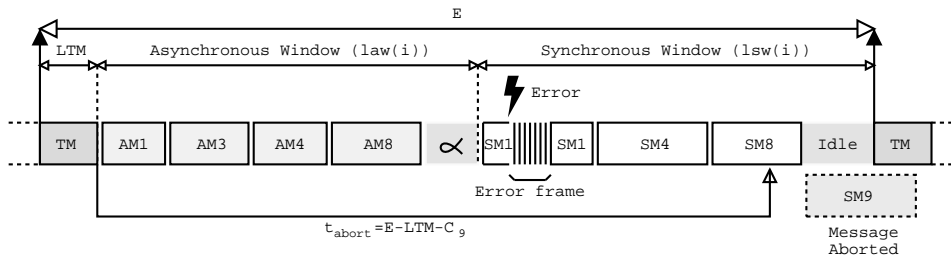 E
LTM
Asynchronous Window (law(i))
Synchronous Window (lsw(i))
Error
TM
AM1
AM3
AM4
AM8
α
SM1
SM1
SM4
SM8
Idle
TM
Error frame
SM9
t_abort=E-LTM-C_9
Message
Aborted